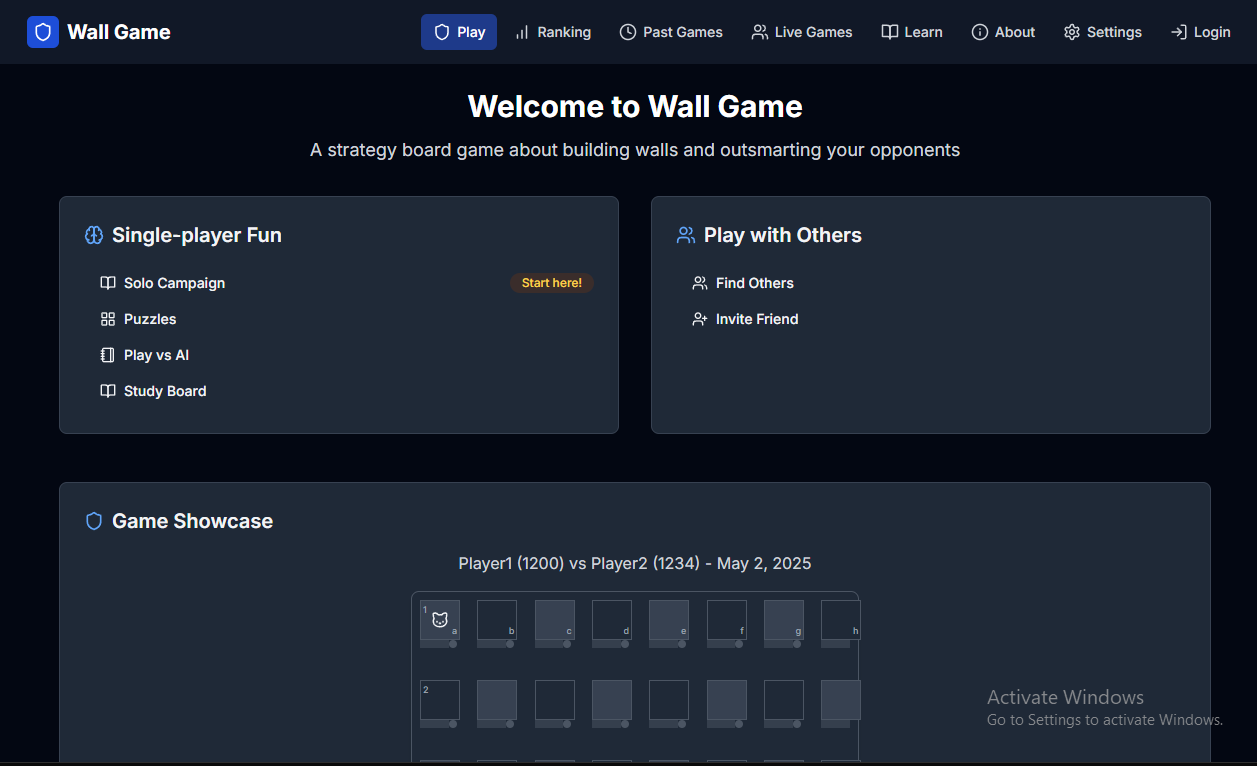 Wall Game
Play
Ranking
Past Games
Live Games
Learn
About
Settings
Login
Welcome to Wall Game
A strategy board game about building walls and outsmarting your opponents
Single-player Fun
Solo Campaign
Start here!
Puzzles
Play vs AI
Study Board
Play with Others
Find Others
Invite Friend
Game Showcase
Player1 (1200) vs Player2 (1234) - May 2, 2025
1
a b c d e f g h
2
Activate Windows
Go to Settings to activate Windows.